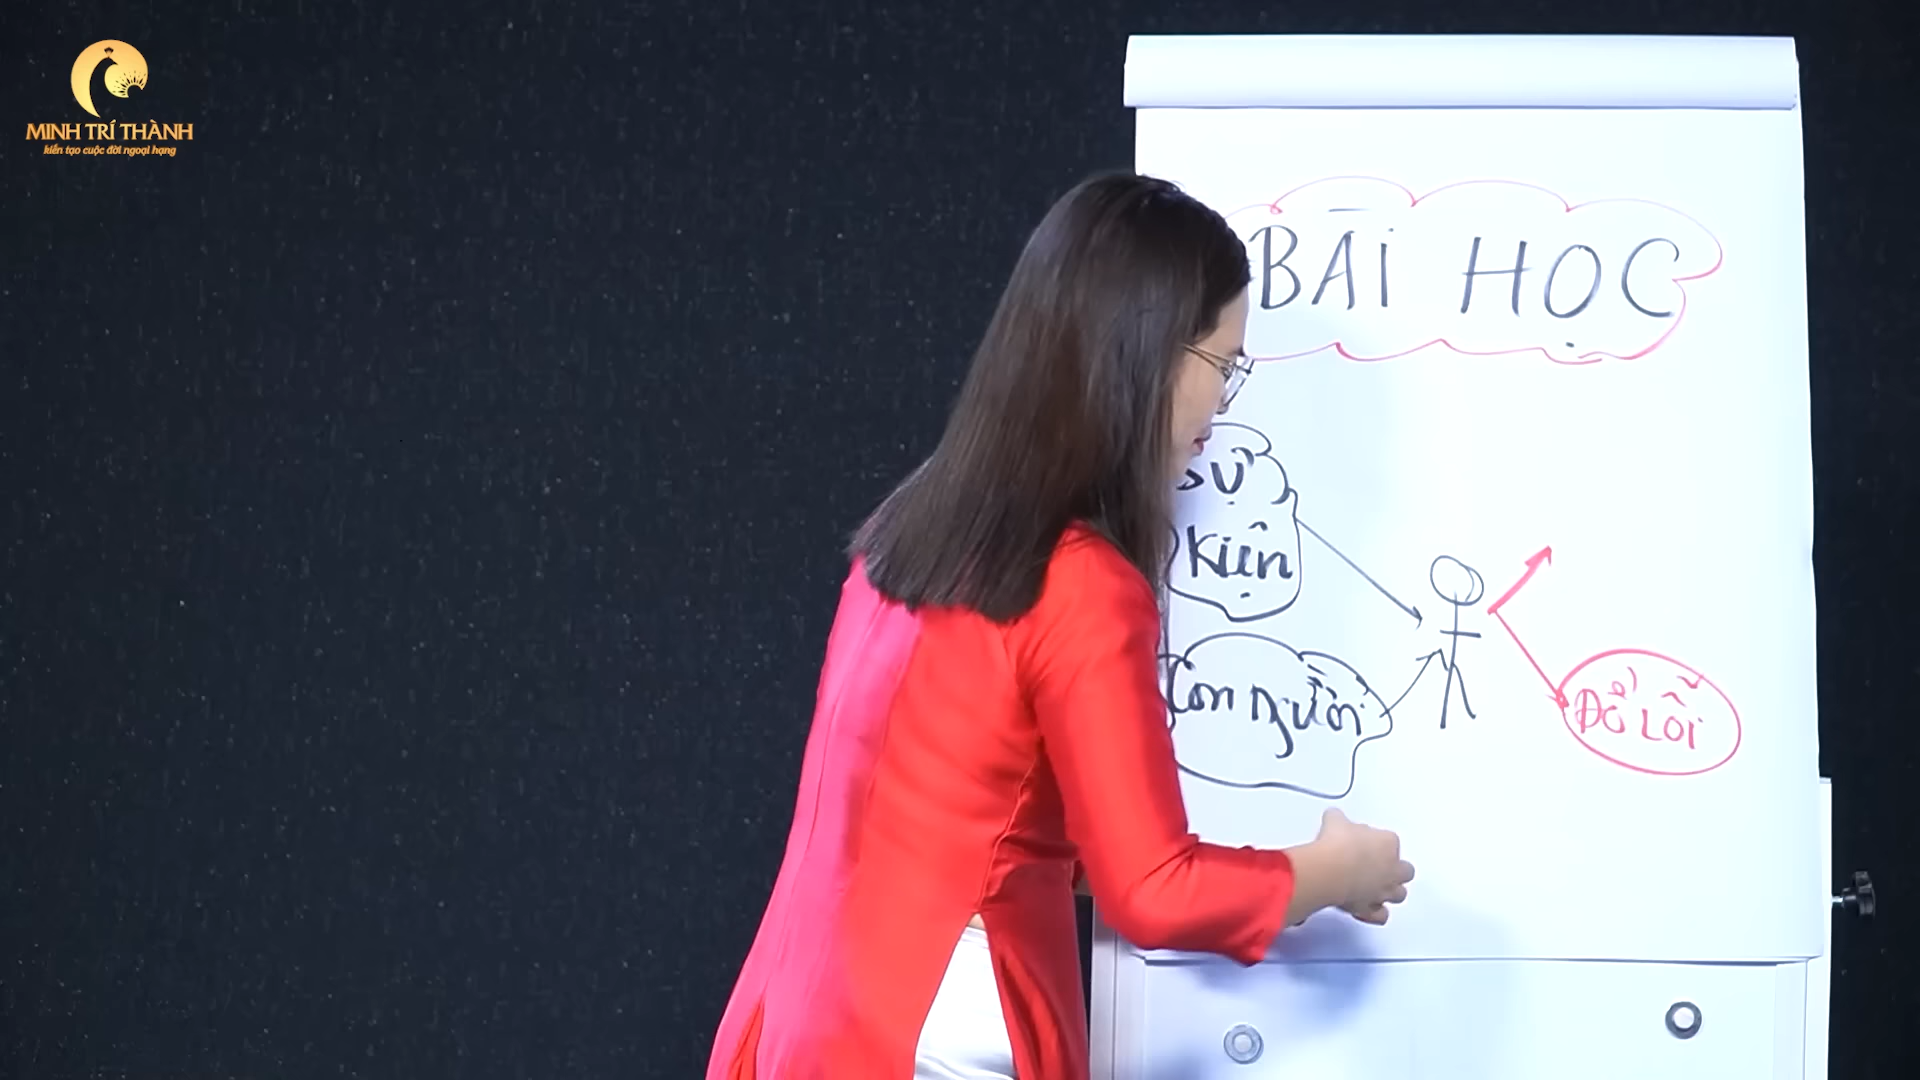 MINH TRÍ THÀNH
kiến tạo cuộc đời ngoại hạng
BÀI HỌC
SỰ
Kiện
Con người
ĐỔ LỖI